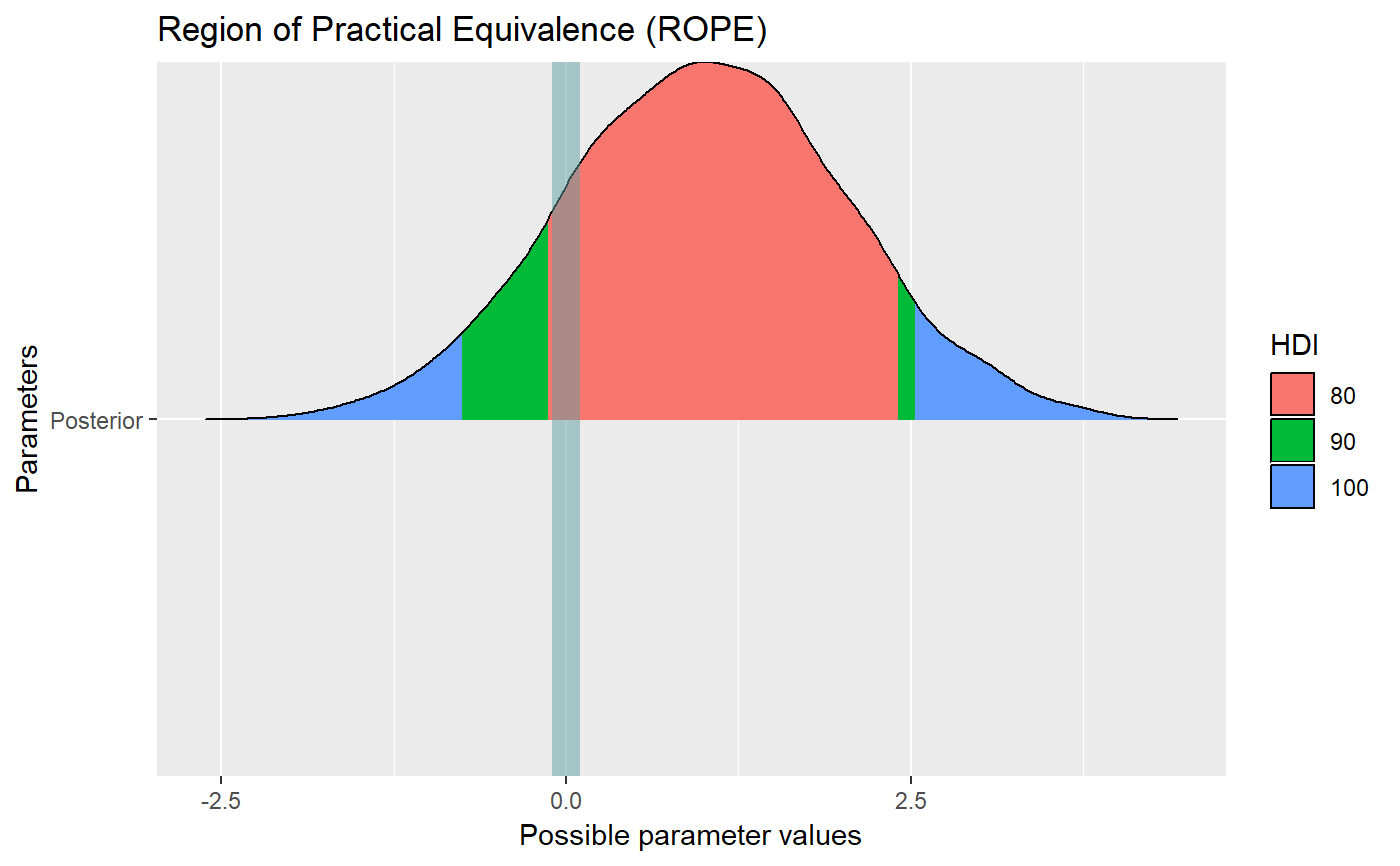 Region of Practical Equivalence (ROPE)
Parameters
Posterior
-2.5
0.0
2.5
Possible parameter values
HDI
80
90
100